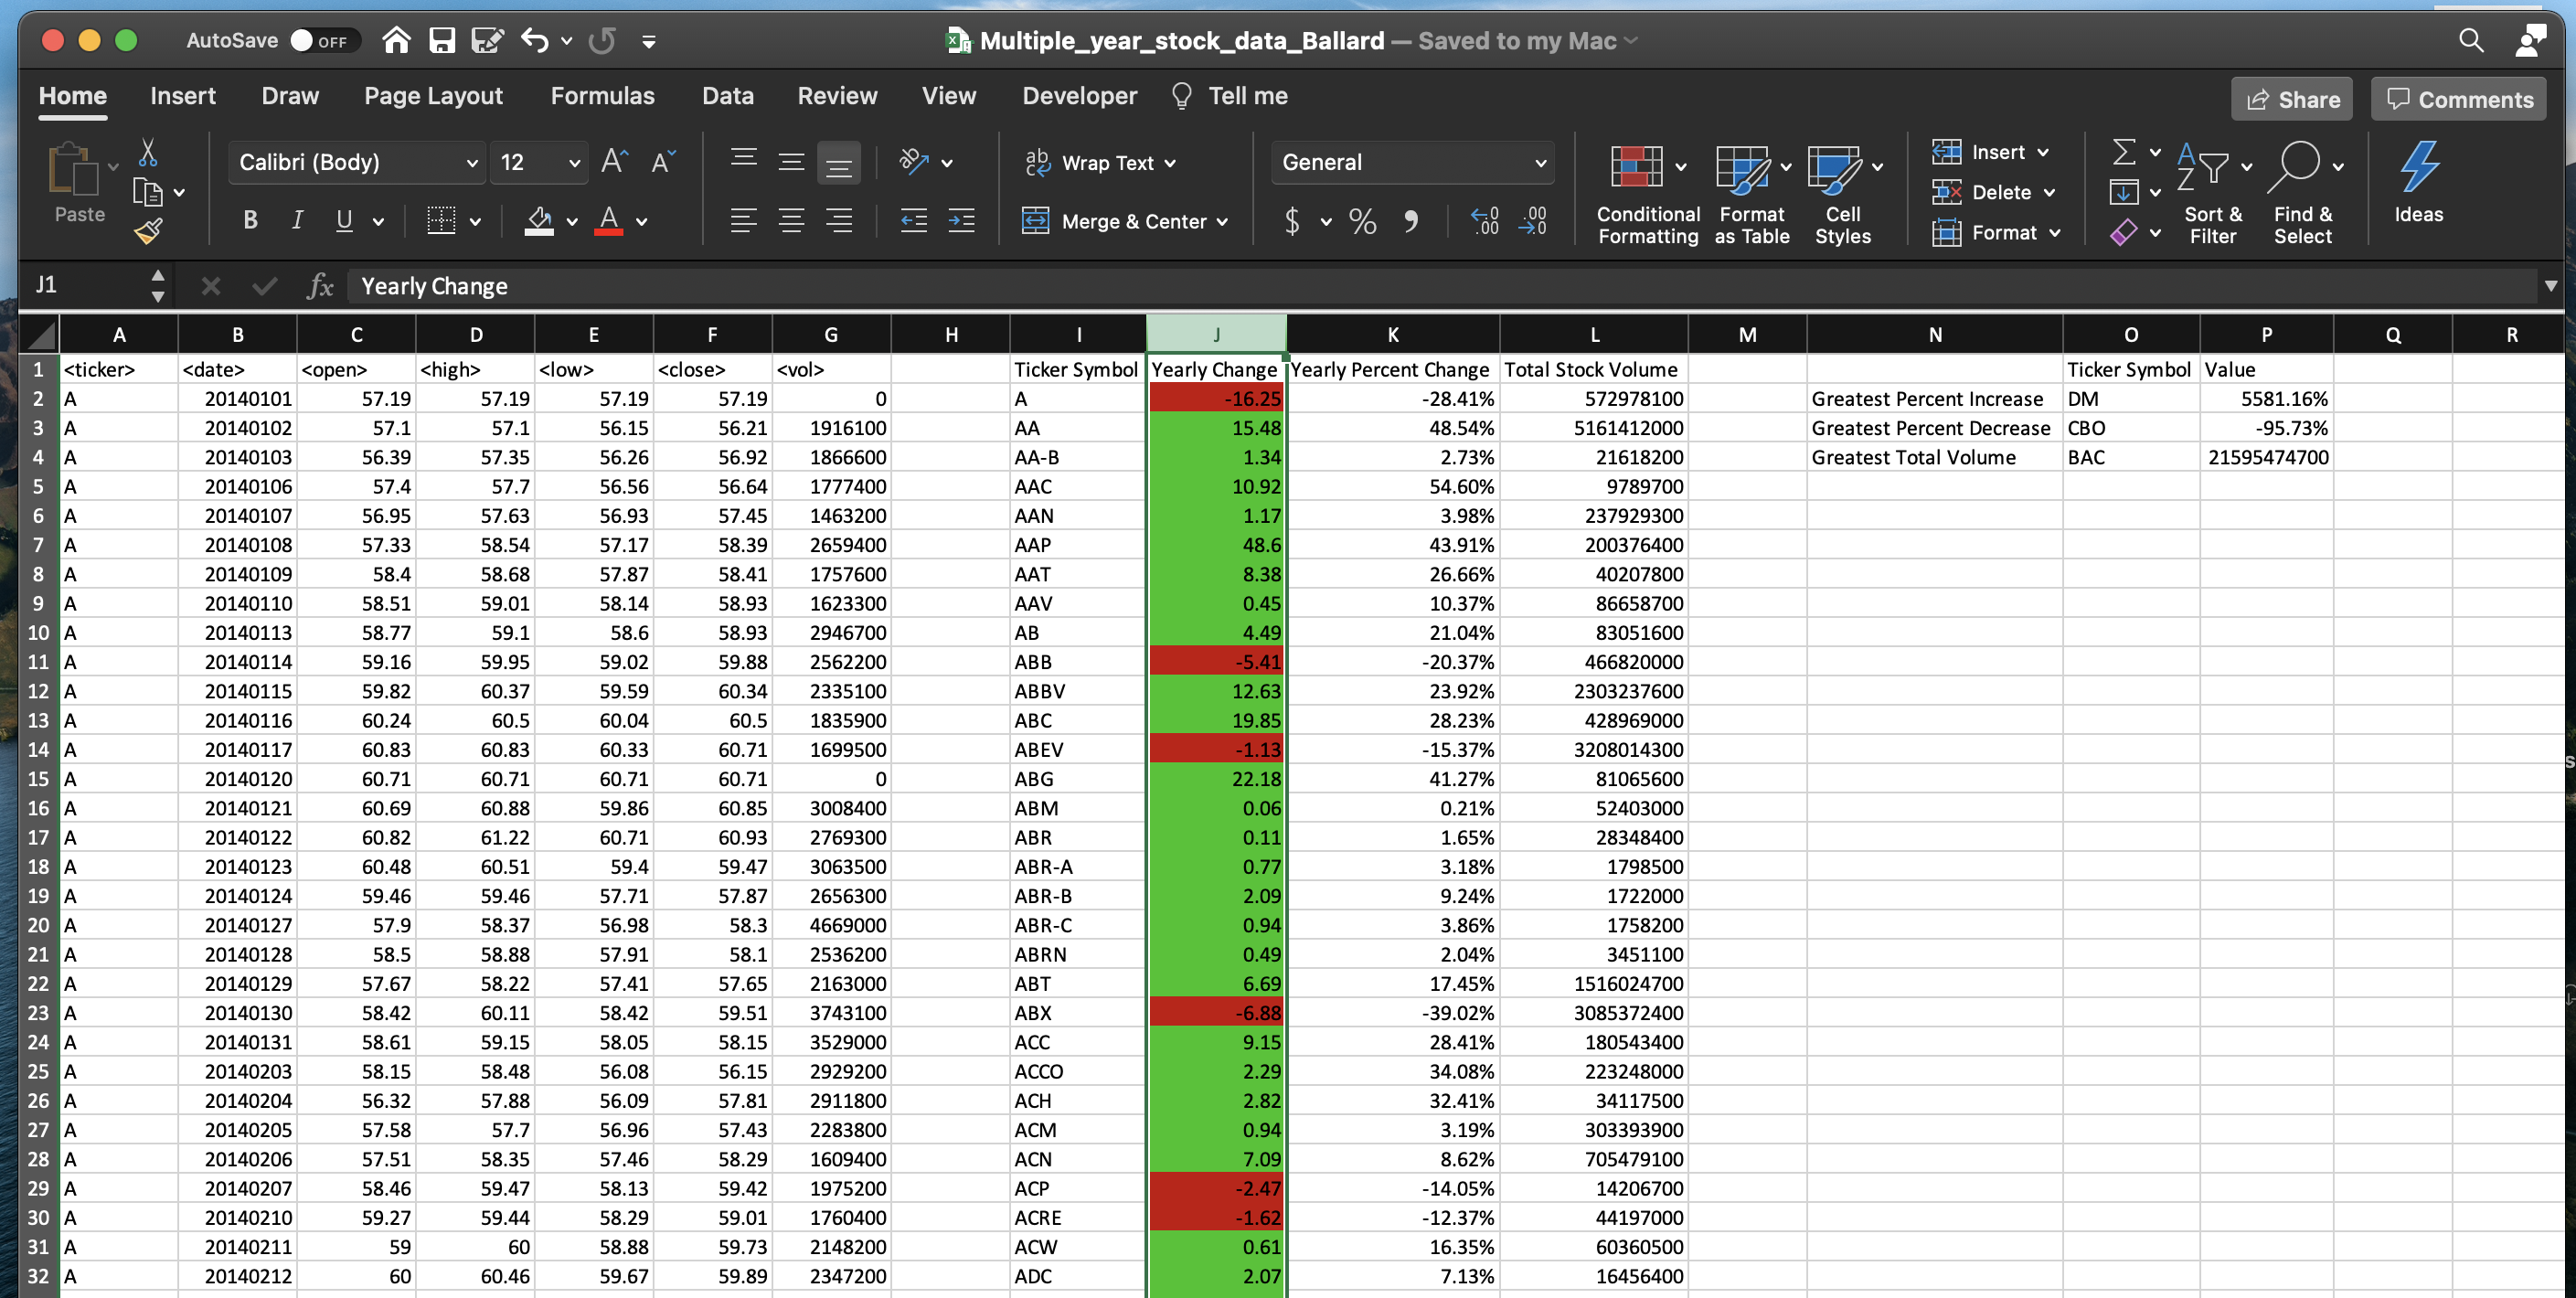 AutoSave OFF Multiple_year_stock_data_Ballard — Saved to my Mac
Home Insert Draw Page Layout Formulas Data Review View Developer Tell me Share Comments
Paste Calibri (Body) 12 A A Wrap Text General Conditional Formatting Format as Table Cell Styles Insert Delete Format Sort & Filter Find & Select Ideas
B I U A Merge & Center $ % 9 .0 .00 .00 .0
J1 fx Yearly Change
A B C D E F G H I J K L M N O P Q R
1 <ticker> <date> <open> <high> <low> <close> <vol> Ticker Symbol Yearly Change Yearly Percent Change Total Stock Volume Ticker Symbol Value
2 A 20140101 57.19 57.19 57.19 57.19 0 A -16.25 -28.41% 572978100 Greatest Percent Increase DM 5581.16%
3 A 20140102 57.1 57.1 56.15 56.21 1916100 AA 15.48 48.54% 5161412000 Greatest Percent Decrease CBO -95.73%
4 A 20140103 56.39 57.35 56.26 56.92 1866600 AA-B 1.34 2.73% 21618200 Greatest Total Volume BAC 21595474700
5 A 20140106 57.4 57.7 56.56 56.64 1777400 AAC 10.92 54.60% 9789700
6 A 20140107 56.95 57.63 56.93 57.45 1463200 AAN 1.17 3.98% 237929300
7 A 20140108 57.33 58.54 57.17 58.39 2659400 AAP 48.6 43.91% 200376400
8 A 20140109 58.4 58.68 57.87 58.41 1757600 AAT 8.38 26.66% 40207800
9 A 20140110 58.51 59.01 58.14 58.93 1623300 AAV 0.45 10.37% 86658700
10 A 20140113 58.77 59.1 58.6 58.93 2946700 AB 4.49 21.04% 83051600
11 A 20140114 59.16 59.95 59.02 59.88 2562200 ABB -5.41 -20.37% 466820000
12 A 20140115 59.82 60.37 59.59 60.34 2335100 ABBV 12.63 23.92% 2303237600
13 A 20140116 60.24 60.5 60.04 60.5 1835900 ABC 19.85 28.23% 428969000
14 A 20140117 60.83 60.83 60.33 60.71 1699500 ABEV -1.13 -15.37% 3208014300
15 A 20140120 60.71 60.71 60.71 60.71 0 ABG 22.18 41.27% 81065600
16 A 20140121 60.69 60.88 59.86 60.85 3008400 ABM 0.06 0.21% 52403000
17 A 20140122 60.82 61.22 60.71 60.93 2769300 ABR 0.11 1.65% 28348400
18 A 20140123 60.48 60.51 59.4 59.47 3063500 ABR-A 0.77 3.18% 1798500
19 A 20140124 59.46 59.46 57.71 57.87 2656300 ABR-B 2.09 9.24% 1722000
20 A 20140127 57.9 58.37 56.98 58.3 4669000 ABR-C 0.94 3.86% 1758200
21 A 20140128 58.5 58.88 57.91 58.1 2536200 ABRN 0.49 2.04% 3451100
22 A 20140129 57.67 58.22 57.41 57.65 2163000 ABT 6.69 17.45% 1516024700
23 A 20140130 58.42 60.11 58.42 59.51 3743100 ABX -6.88 -39.02% 3085372400
24 A 20140131 58.61 59.15 58.05 58.15 3529000 ACC 9.15 28.41% 180543400
25 A 20140203 58.15 58.48 56.08 56.15 2929200 ACCO 2.29 34.08% 223248000
26 A 20140204 56.32 57.88 56.09 57.81 2911800 ACH 2.82 32.41% 34117500
27 A 20140205 57.58 57.7 56.96 57.43 2283800 ACM 0.94 3.19% 303393900
28 A 20140206 57.51 58.35 57.46 58.29 1609400 ACN 7.09 8.62% 705479100
29 A 20140207 58.46 59.47 58.13 59.42 1975200 ACP -2.47 -14.05% 14206700
30 A 20140210 59.27 59.44 58.29 59.01 1760400 ACRE -1.62 -12.37% 44197000
31 A 20140211 59 60 58.88 59.73 2148200 ACW 0.61 16.35% 60360500
32 A 20140212 60 60.46 59.67 59.89 2347200 ADC 2.07 7.13% 16456400